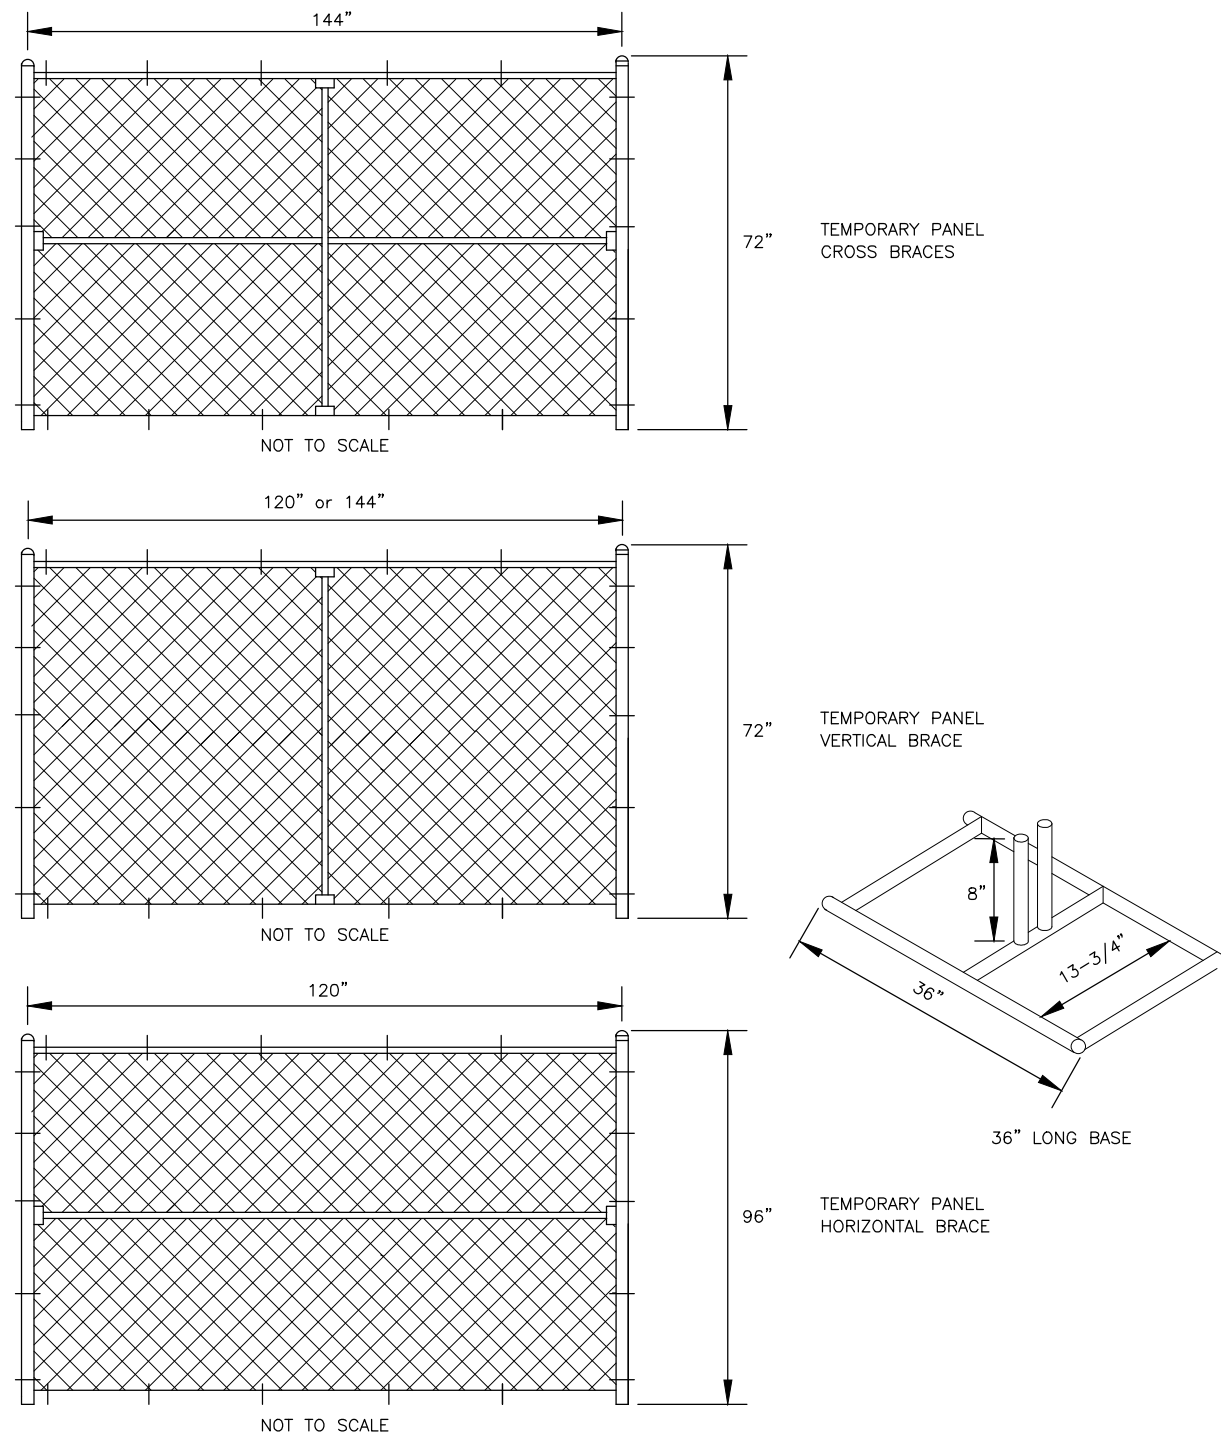 144”
72”
TEMPORARY PANEL
CROSS BRACES
NOT TO SCALE
120” or 144”
72”
TEMPORARY PANEL
VERTICAL BRACE
NOT TO SCALE
8”
13-3/4”
36”
36” LONG BASE
120”
96”
TEMPORARY PANEL
HORIZONTAL BRACE
NOT TO SCALE